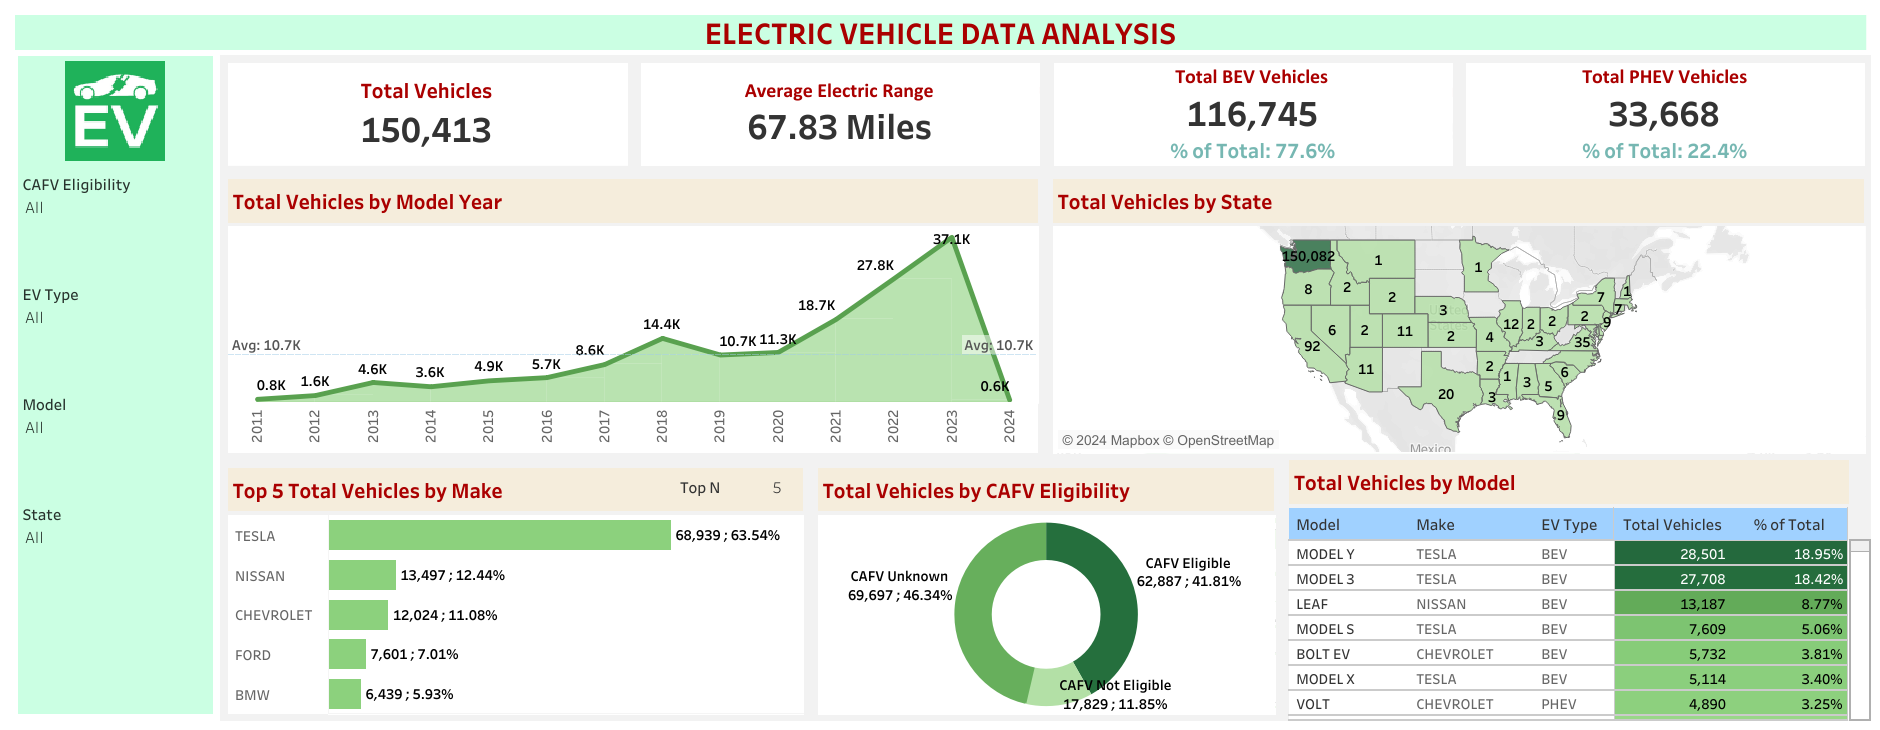 ELECTRIC VEHICLE DATA ANALYSIS
EV
CAFV Eligibility
All
EV Type
All
Model
All
State
All
Total Vehicles
150,413
Average Electric Range
67.83 Miles
Total BEV Vehicles
116,745
% of Total: 77.6%
Total PHEV Vehicles
33,668
% of Total: 22.4%
Total Vehicles by Model Year
37.1K
27.8K
18.7K
14.4K
10.7K 11.3K
8.6K
Avg: 10.7K
Avg: 10.7K
0.8K 1.6K 4.6K 3.6K 4.9K 5.7K
0.6K
2011 2012 2013 2014 2015 2016 2017 2018 2019 2020 2021 2022 2023 2024
Total Vehicles by State
150,082 1 1
8 2 2 7 1
3 7
6 2 11 2 4 12 2 2 2 9
92 3 35
11 2 6
20 3 1 3 5
9
United States
Mexico
© 2024 Mapbox © OpenStreetMap
Top 5 Total Vehicles by Make
Top N 5
TESLA 68,939 ; 63.54%
NISSAN 13,497 ; 12.44%
CHEVROLET 12,024 ; 11.08%
FORD 7,601 ; 7.01%
BMW 6,439 ; 5.93%
Total Vehicles by CAFV Eligibility
CAFV Unknown
69,697 ; 46.34%
CAFV Eligible
62,887 ; 41.81%
CAFV Not Eligible
17,829 ; 11.85%
Total Vehicles by Model
Model Make EV Type Total Vehicles % of Total
MODEL Y TESLA BEV 28,501 18.95%
MODEL 3 TESLA BEV 27,708 18.42%
LEAF NISSAN BEV 13,187 8.77%
MODEL S TESLA BEV 7,609 5.06%
BOLT EV CHEVROLET BEV 5,732 3.81%
MODEL X TESLA BEV 5,114 3.40%
VOLT CHEVROLET PHEV 4,890 3.25%